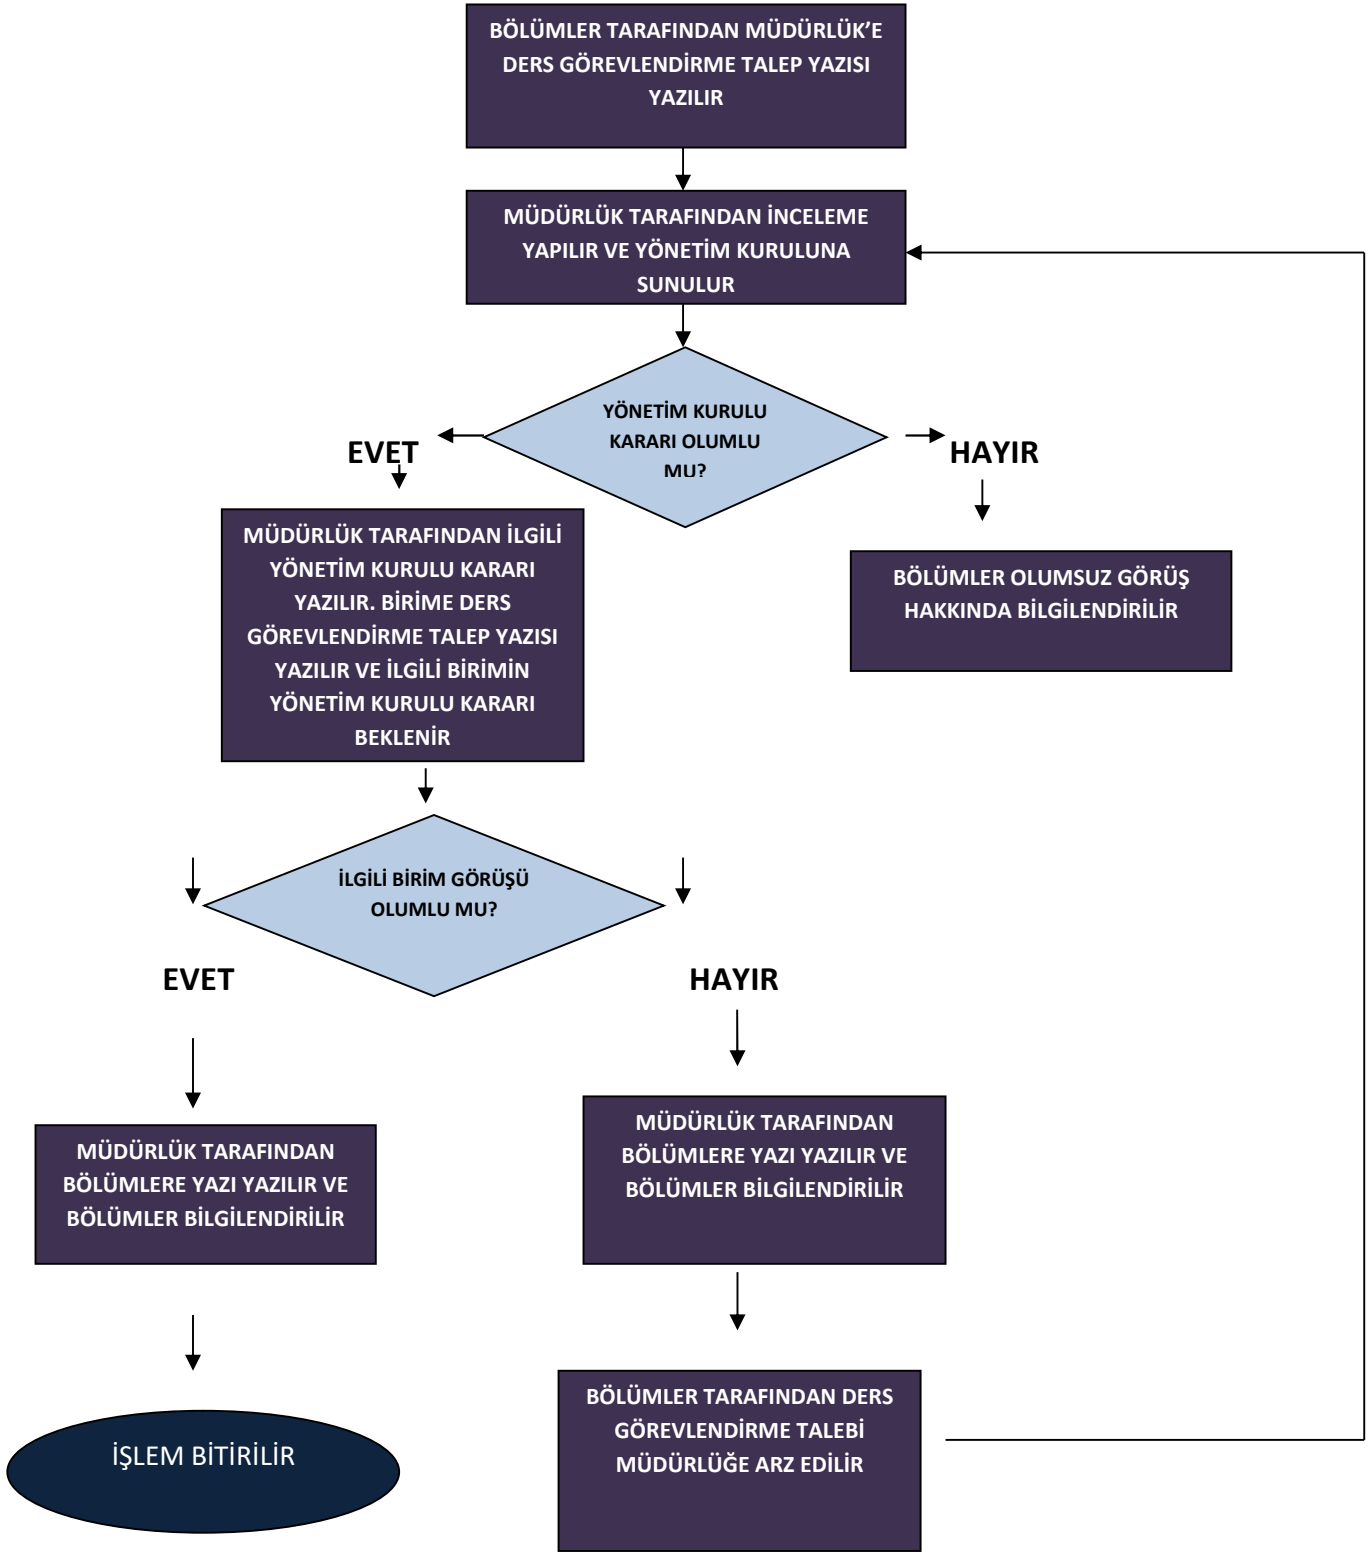 BÖLÜMLER TARAFINDAN MÜDÜRLÜK’E
DERS GÖREVLENDİRME TALEP YAZISI
YAZILIR
MÜDÜRLÜK TARAFINDAN İNCELEME
YAPILIR VE YÖNETİM KURULUNA
SUNULUR
YÖNETİM KURULU
KARARI OLUMLU
MU?
EVET
HAYIR
MÜDÜRLÜK TARAFINDAN İLGİLİ
YÖNETİM KURULU KARARI
YAZILIR. BİRİME DERS
GÖREVLENDİRME TALEP YAZISI
YAZILIR VE İLGİLİ BİRİMİN
YÖNETİM KURULU KARARI
BEKLENİR
BÖLÜMLER OLUMSUZ GÖRÜŞ
HAKKINDA BİLGİLENDİRİLİR
İLGİLİ BİRİM GÖRÜŞÜ
OLUMLU MU?
EVET
HAYIR
MÜDÜRLÜK TARAFINDAN
BÖLÜMLERE YAZI YAZILIR VE
BÖLÜMLER BİLGİLENDİRİLİR
MÜDÜRLÜK TARAFINDAN
BÖLÜMLERE YAZI YAZILIR VE
BÖLÜMLER BİLGİLENDİRİLİR
İŞLEM BİTİRİLİR
BÖLÜMLER TARAFINDAN DERS
GÖREVLENDİRME TALEBİ
MÜDÜRLÜĞE ARZ EDİLİR